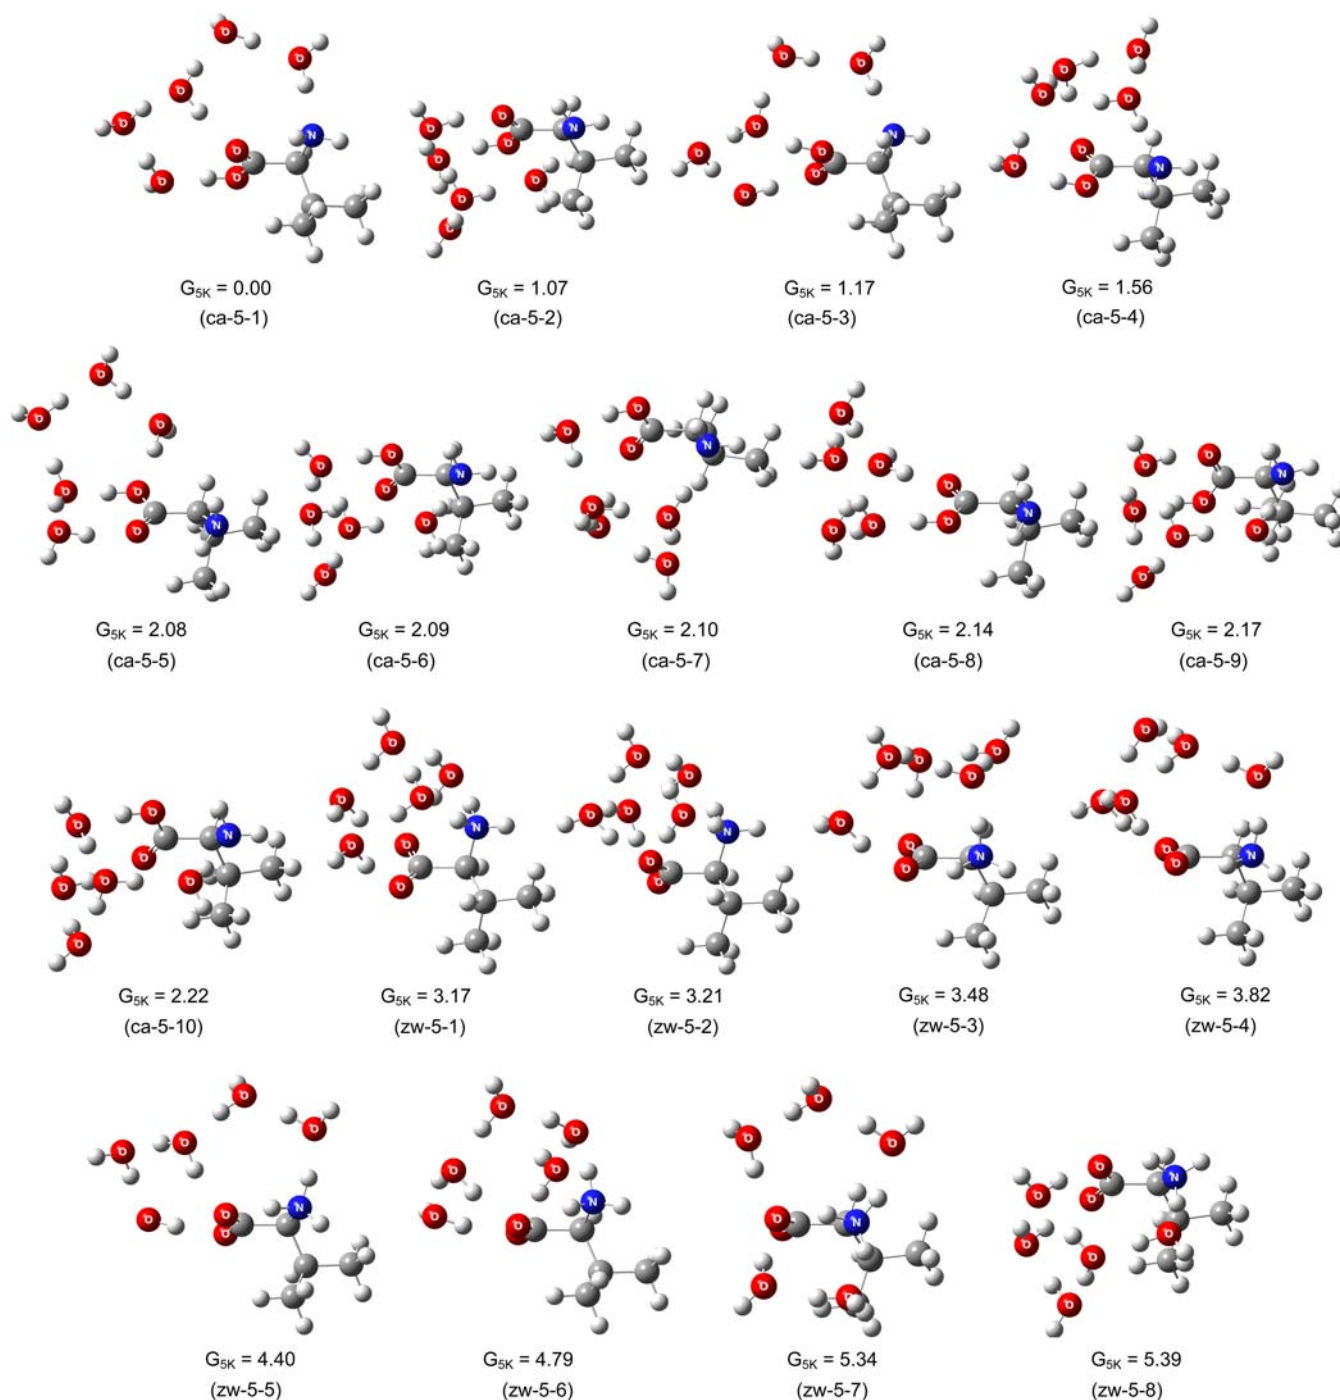 G5K = 0.00 G5K = 1.07 G5K = 1.17 G5K = 1.56
(ca-5-1) (ca-5-2) (ca-5-3) (ca-5-4)
G5K = 2.08 G5K = 2.09 G5K = 2.10 G5K = 2.14 G5K = 2.17
(ca-5-5) (ca-5-6) (ca-5-7) (ca-5-8) (ca-5-9)
G5K = 2.22 G5K = 3.17 G5K = 3.21 G5K = 3.48 G5K = 3.82
(ca-5-10) (zw-5-1) (zw-5-2) (zw-5-3) (zw-5-4)
G5K = 4.40 G5K = 4.79 G5K = 5.34 G5K = 5.39
(zw-5-5) (zw-5-6) (zw-5-7) (zw-5-8)